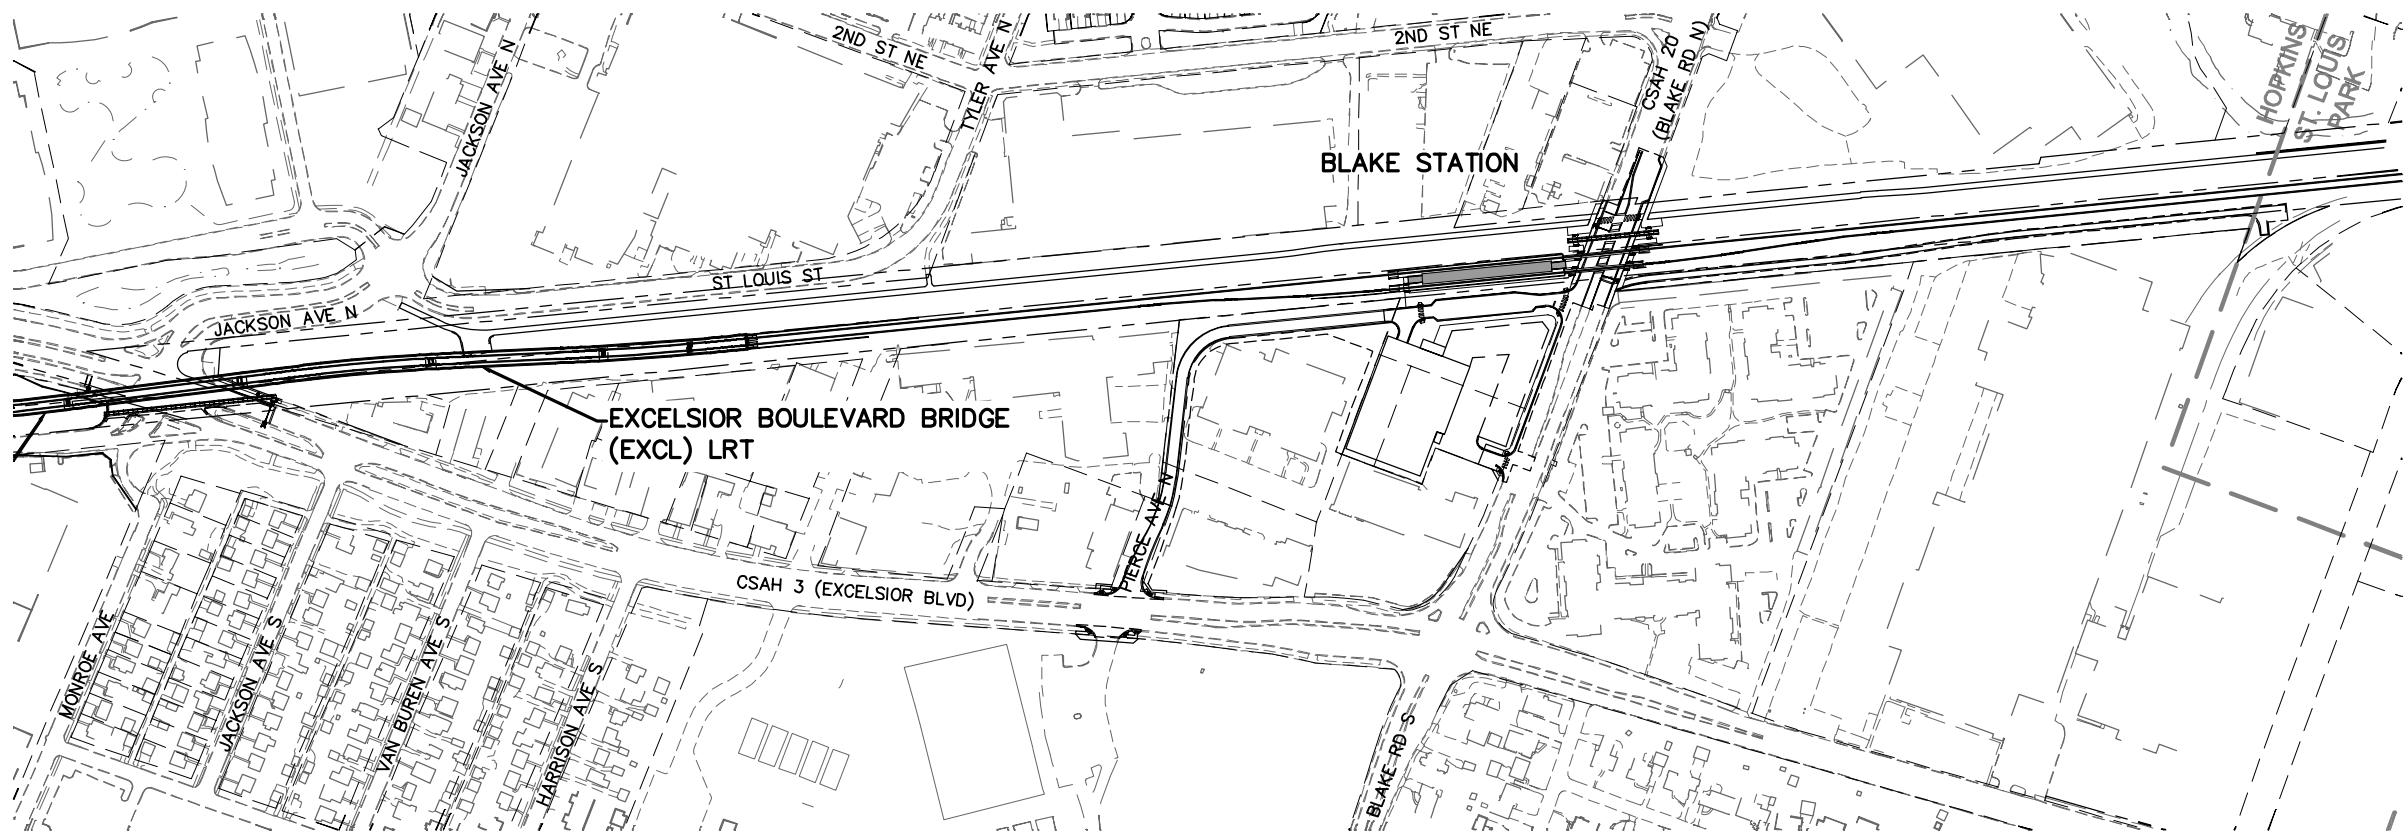 2ND ST NE
2ND ST NE
TYLER AVE N
JACKSON AVE N
CSAH 20
(BLAKE RD N)
HOPKINS
ST. LOUIS
PARK
BLAKE STATION
ST LOUIS ST
JACKSON AVE N
EXCELSIOR BOULEVARD BRIDGE
(EXCL) LRT
PIERCE AVE N
CSAH 3 (EXCELSIOR BLVD)
MONROE AVE
JACKSON AVE S
VAN BUREN AVE S
HARRISON AVE S
BLAKE RD S